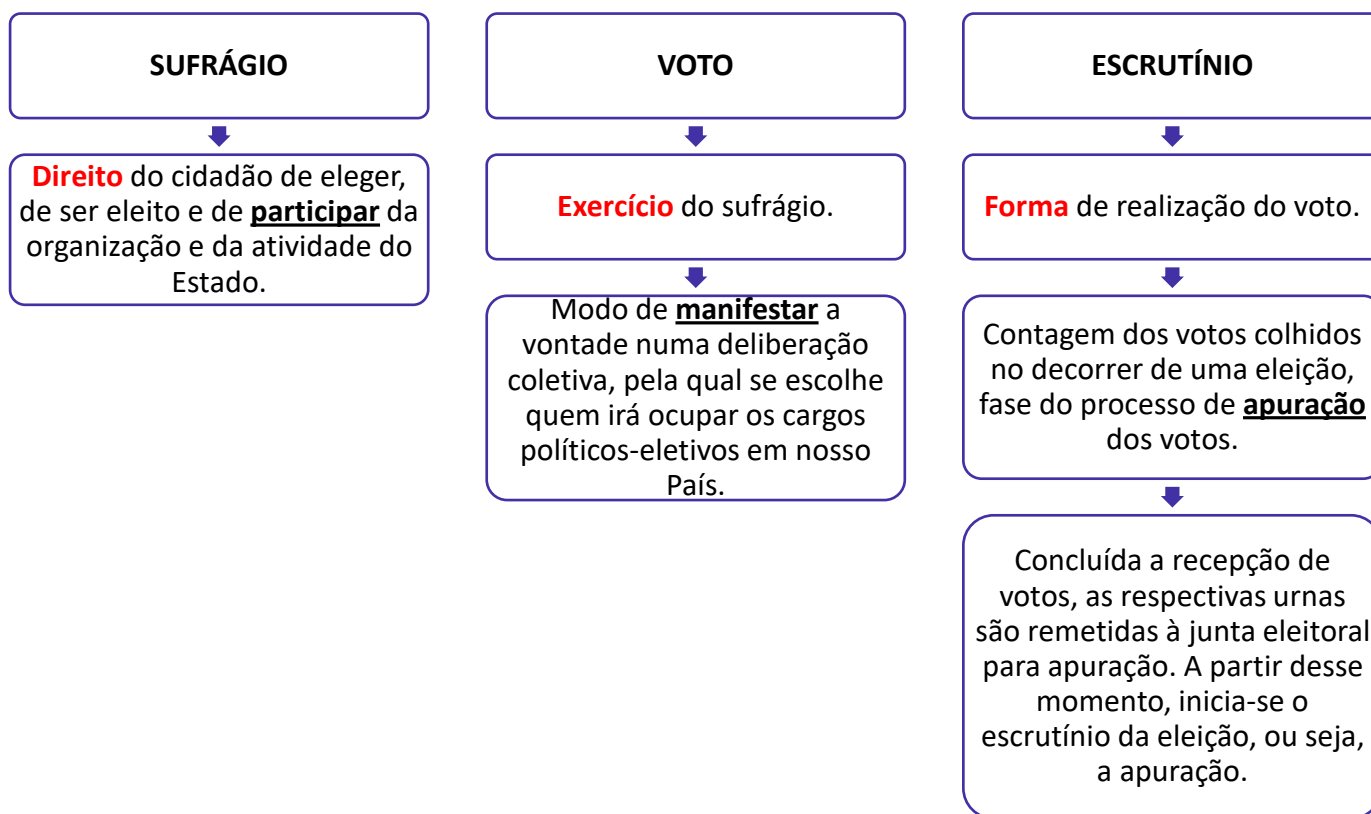 SUFRÁGIO
Direito do cidadão de eleger,
de ser eleito e de participar da
organização e da atividade do
Estado.
VOTO
Exercício do sufrágio.
Modo de manifestar a
vontade numa deliberação
coletiva, pela qual se escolhe
quem irá ocupar os cargos
políticos-eletivos em nosso
País.
ESCRUTÍNIO
Forma de realização do voto.
Contagem dos votos colhidos
no decorrer de uma eleição,
fase do processo de apuração
dos votos.
Concluída a recepção de
votos, as respectivas urnas
são remetidas à junta eleitoral
para apuração. A partir desse
momento, inicia-se o
escrutínio da eleição, ou seja,
a apuração.